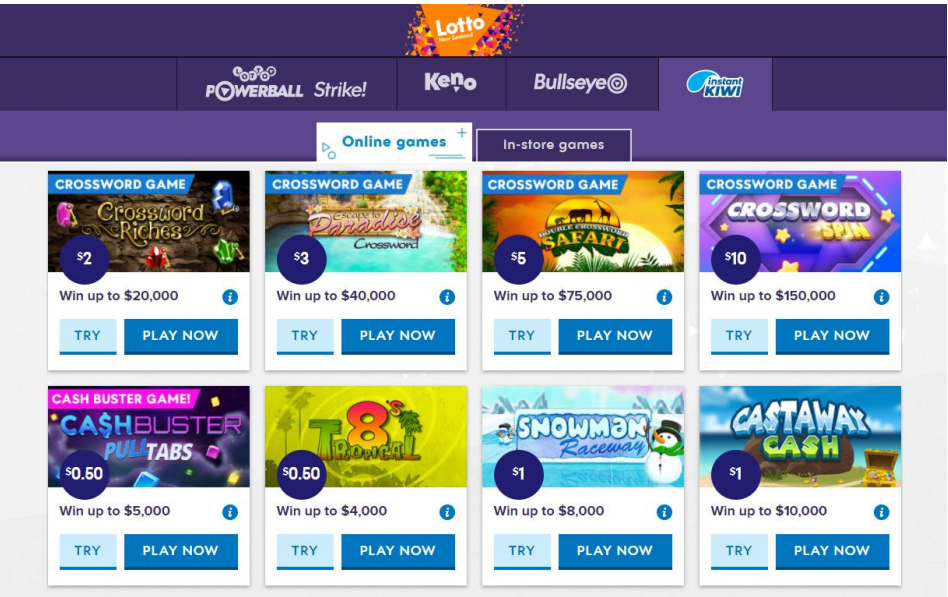 Lotto
New Zealand
LOTTO
POWERBALL Strike!
Keno
Bullseye
instant
KIWI
Online games
In-store games
CROSSWORD GAME
Crossword
Riches
$2
Win up to $20,000
TRY
PLAY NOW
CROSSWORD GAME
Escape to
Paradise
Crossword
$3
Win up to $40,000
TRY
PLAY NOW
CROSSWORD GAME
DOUBLE CROSSWORD
SAFARI
$5
Win up to $75,000
TRY
PLAY NOW
CROSSWORD GAME
CROSSWORD
SPIN
$10
Win up to $150,000
TRY
PLAY NOW
CASH BUSTER GAME!
CA$HBUSTER
PULLTABS
$0.50
Win up to $5,000
TRY
PLAY NOW
TROPICAL 8's
$0.50
Win up to $4,000
TRY
PLAY NOW
SNOWMAN
Raceway
$1
Win up to $8,000
TRY
PLAY NOW
CASTAWAY
CASH
$1
Win up to $10,000
TRY
PLAY NOW